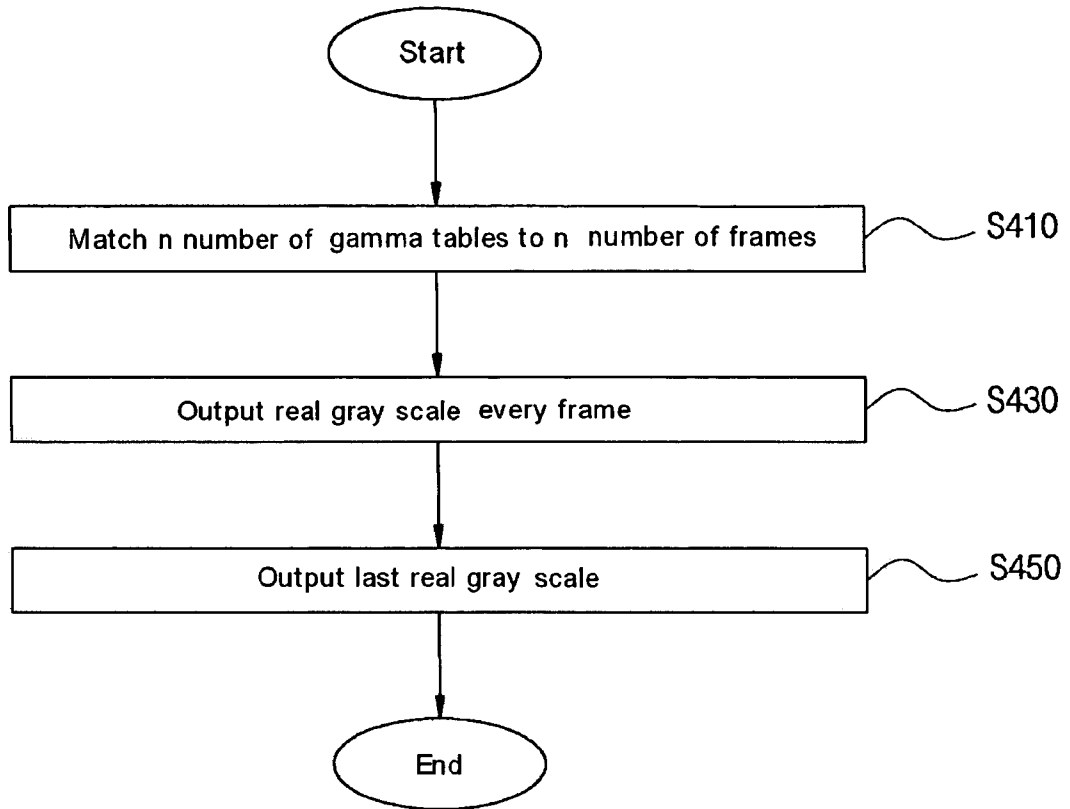 Start
Match n number of gamma tables to n number of frames
S410
Output real gray scale every frame
S430
Output last real gray scale
S450
End